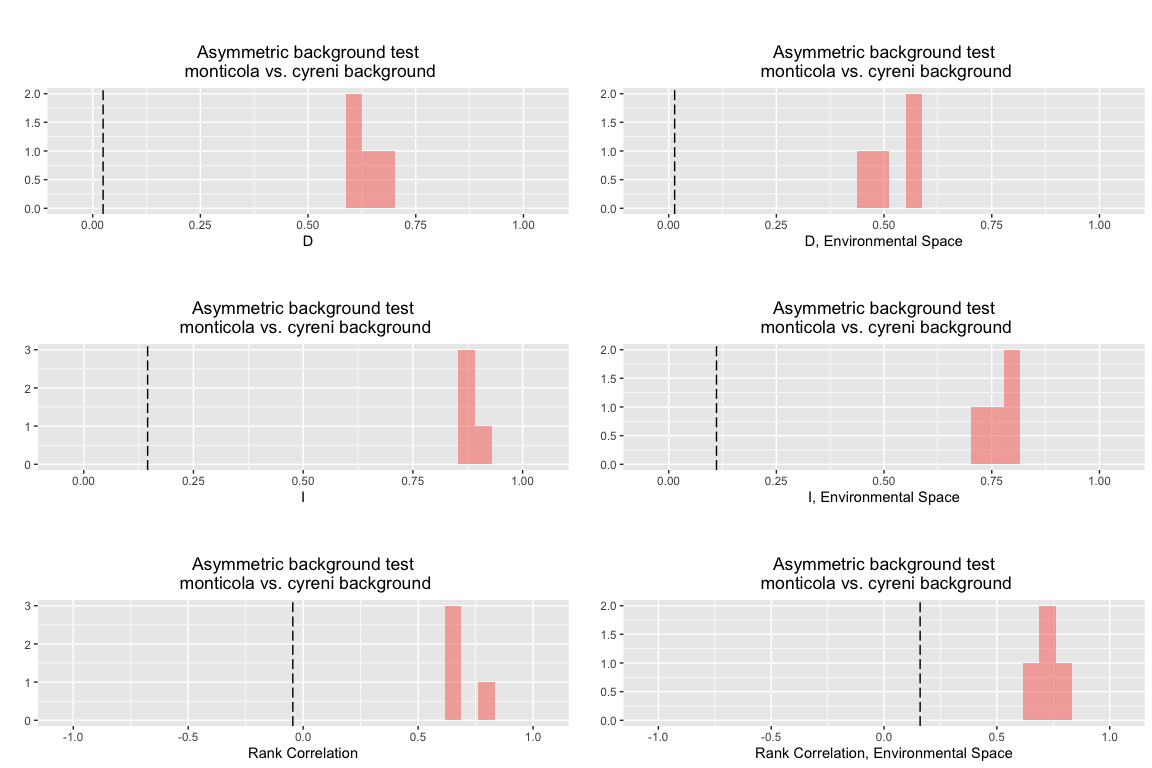 Asymmetric background test
monticola vs. cyreni background
2.0
1.5
1.0
0.5
0.0
0.00 0.25 0.50 0.75 1.00
D
Asymmetric background test
monticola vs. cyreni background
2.0
1.5
1.0
0.5
0.0
0.00 0.25 0.50 0.75 1.00
D, Environmental Space
Asymmetric background test
monticola vs. cyreni background
3
2
1
0
0.00 0.25 0.50 0.75 1.00
I
Asymmetric background test
monticola vs. cyreni background
2.0
1.5
1.0
0.5
0.0
0.00 0.25 0.50 0.75 1.00
I, Environmental Space
Asymmetric background test
monticola vs. cyreni background
3
2
1
0
-1.0 -0.5 0.0 0.5 1.0
Rank Correlation
Asymmetric background test
monticola vs. cyreni background
2.0
1.5
1.0
0.5
0.0
-1.0 -0.5 0.0 0.5 1.0
Rank Correlation, Environmental Space